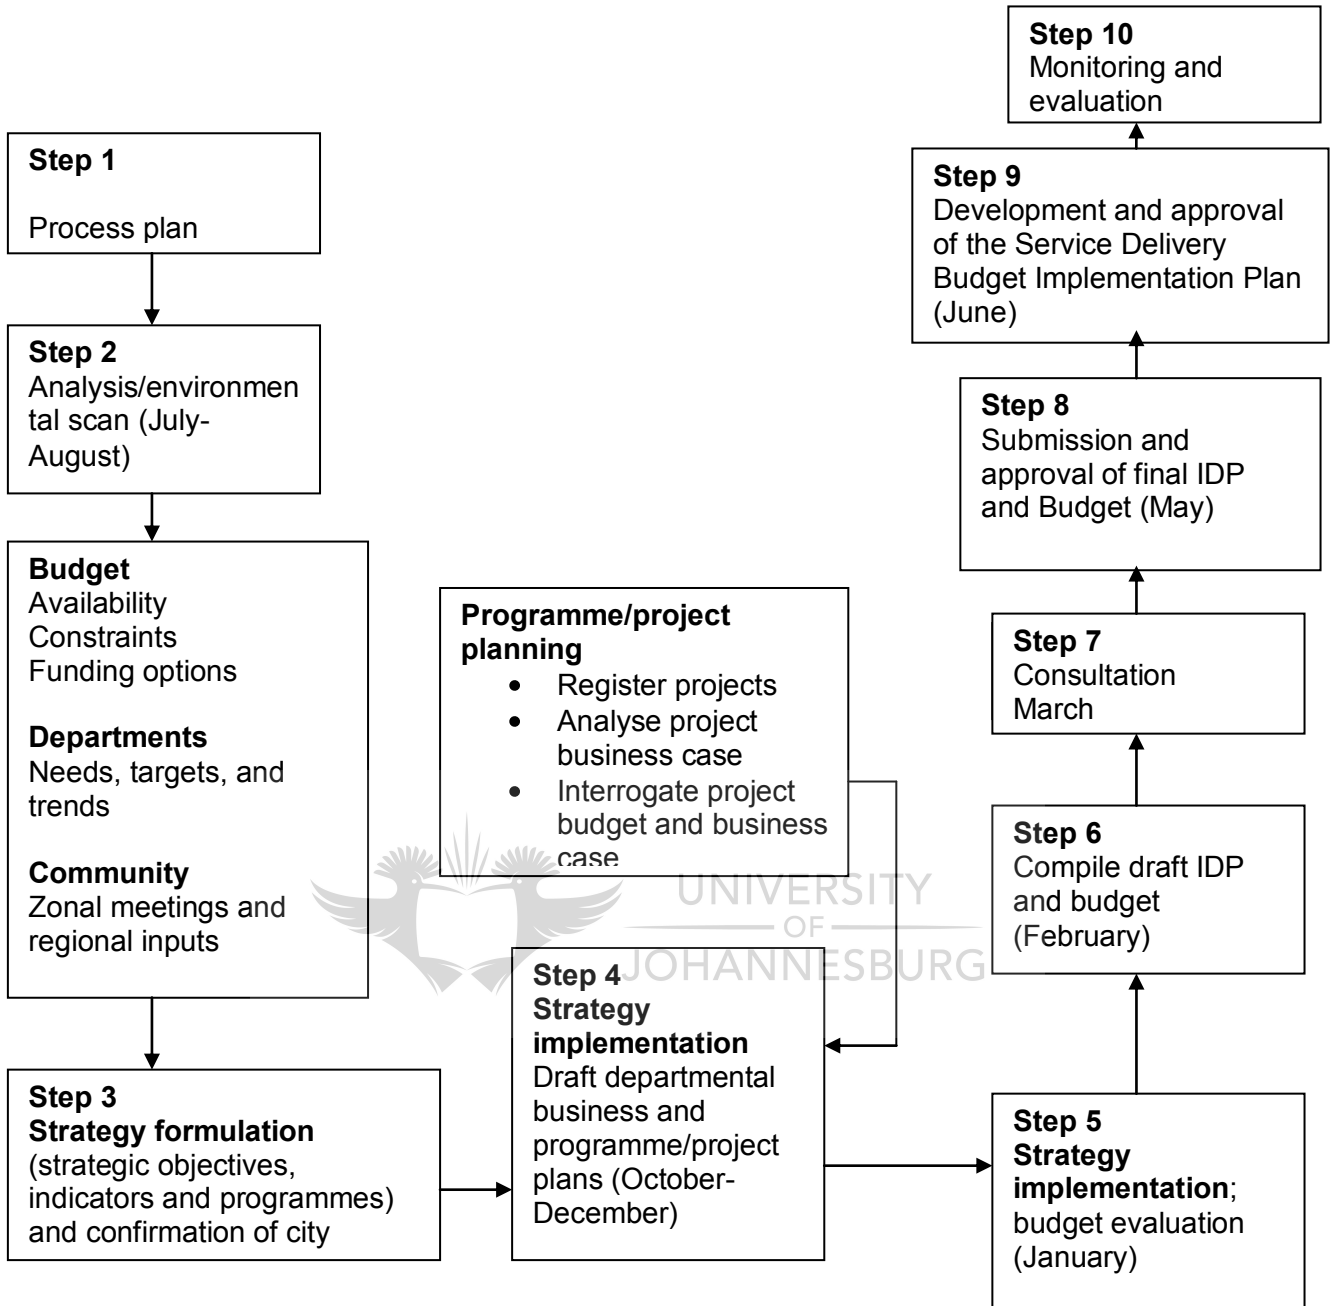 Step 1
Process plan
Step 2
Analysis/environmen
tal scan (July-
August)
Budget
Availability
Constraints
Funding options
Departments
Needs, targets, and
trends
Community
Zonal meetings and
regional inputs
Step 3
Strategy formulation
(strategic objectives,
indicators and programmes)
and confirmation of city
Programme/project
planning
• Register projects
• Analyse project
business case
• Interrogate project
budget and business
case
UNIVERSITY
OF
JOHANNESBURG
Step 4
Strategy
implementation
Draft departmental
business and
programme/project
plans (October-
December)
Step 5
Strategy
implementation;
budget evaluation
(January)
Step 6
Compile draft IDP
and budget
(February)
Step 7
Consultation
March
Step 8
Submission and
approval of final IDP
and Budget (May)
Step 9
Development and approval
of the Service Delivery
Budget Implementation Plan
(June)
Step 10
Monitoring and
evaluation